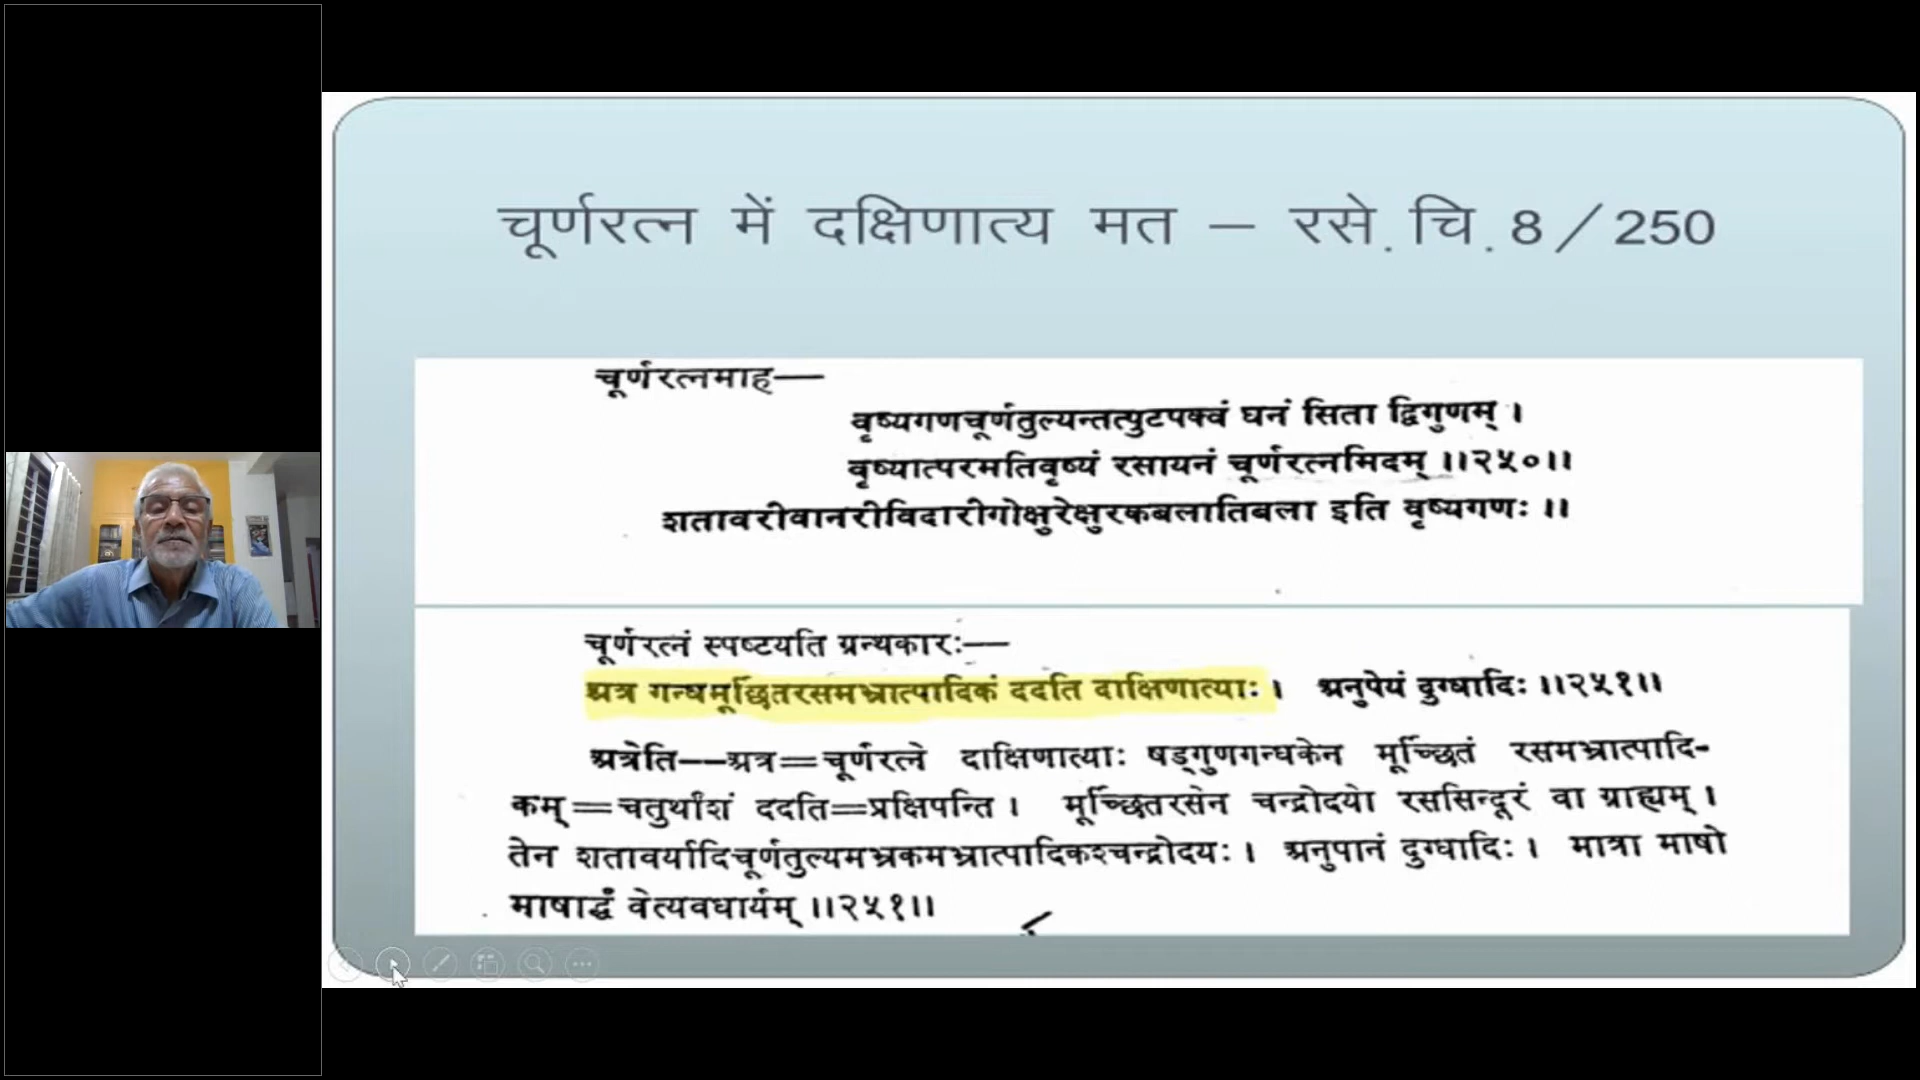 चूर्णरत्न में दक्षिणात्य मत – रसे.चि.8/250
चूर्णरत्नमाह—
वृष्यगणचूर्णतुल्यन्तत्पुटपक्वं घनं सिता द्विगुणम् ।
वृष्यात्परमतिवृष्यं रसायनं चूर्णरत्नमिदम् ।।२५०।।
शतावरीवानरीविदारीगोक्षुरेक्षुरकबलातिबला इति वृष्यगणः ।।
चूर्णरत्नं स्पष्टयति ग्रन्थकारः—
अत्र गन्धमूर्छितरसमभ्रात्पादिकं ददति दाक्षिणात्याः । अनुपेयं दुग्धादिः ।।२५१।।
अत्रेति—अत्र=चूर्णरत्ने दाक्षिणात्याः षड्गुणगन्धकेन मूर्च्छितं रसमभ्रात्पादि-
कम्=चतुर्थांशं ददति=प्रक्षिपन्ति । मूर्च्छितरसेन चन्द्रोदयो रससिन्दूरं वा ग्राह्यम् ।
तेन शतावर्यादिचूर्णतुल्यमभ्रकमभ्रात्पादिकश्चन्द्रोदयः । अनुपानं दुग्धादिः । मात्रा माषो
माषार्द्धं वेत्यवधार्यम् ।।२५१।।